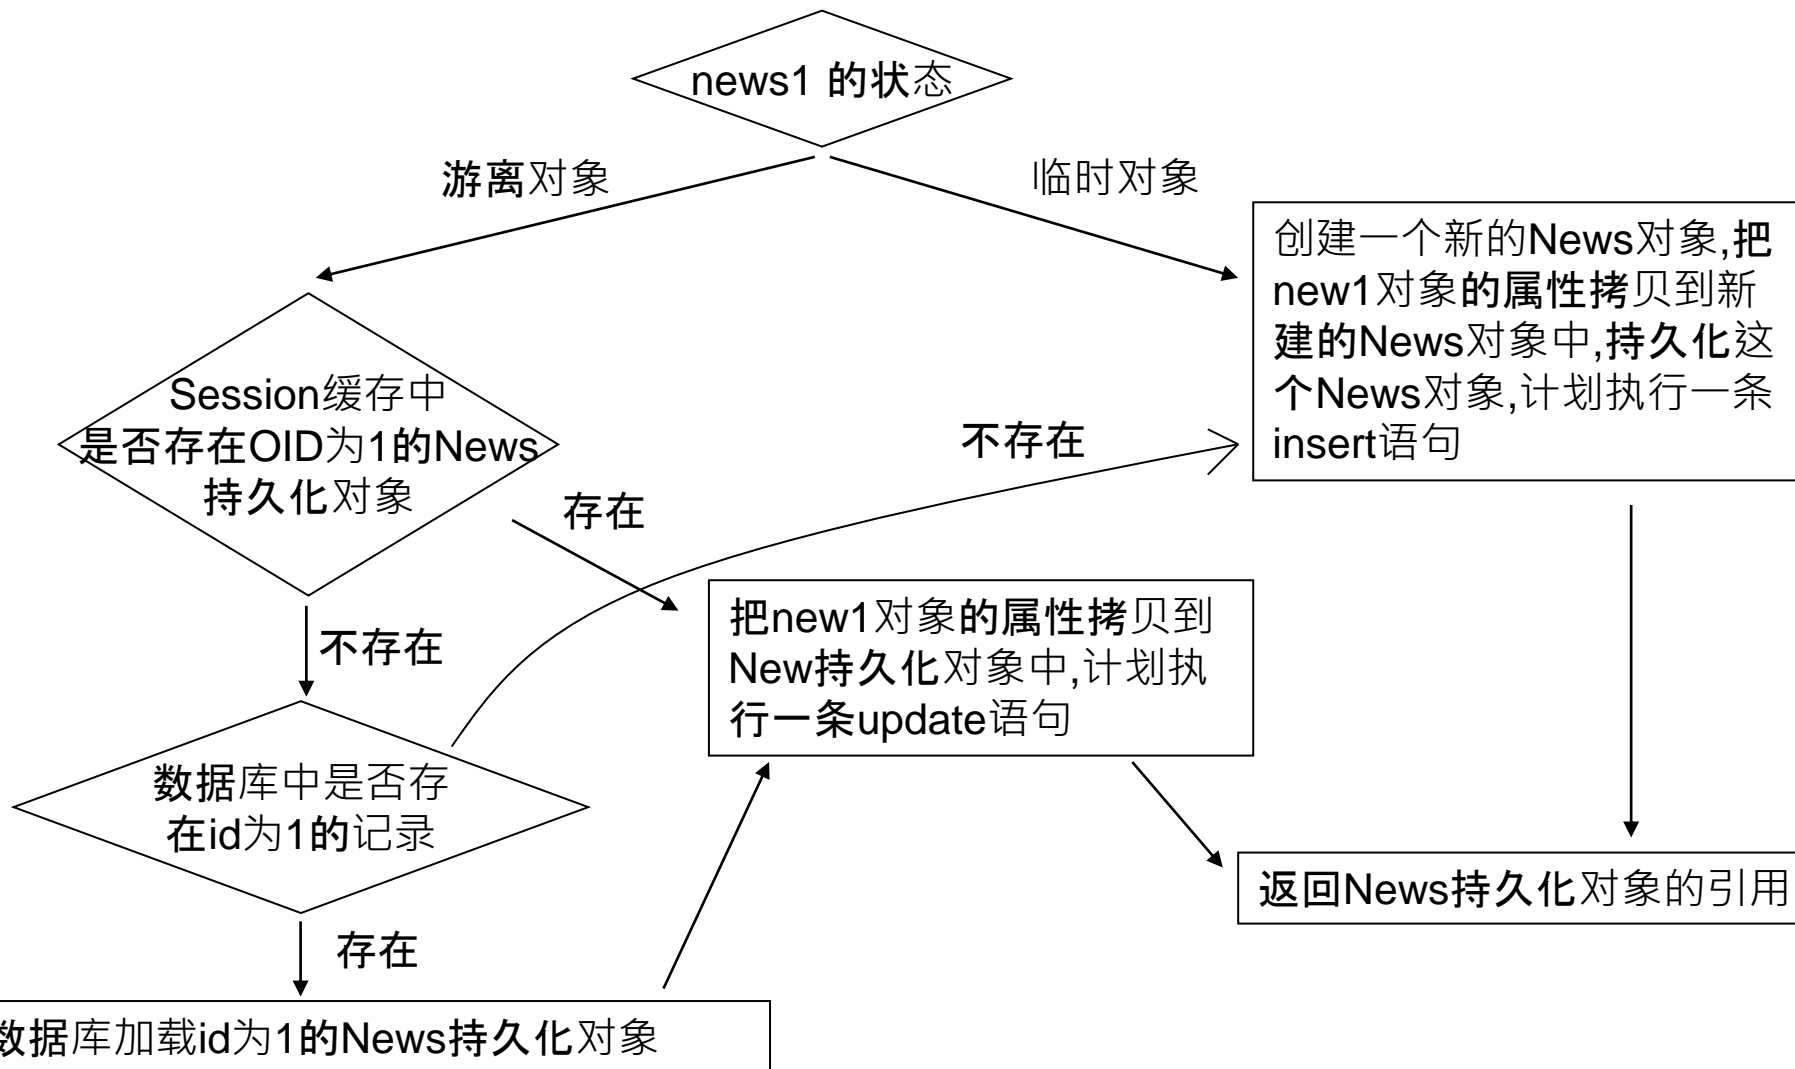 news1 的状态
游离对象
临时对象
创建一个新的News对象,把
new1对象的属性拷贝到新
建的News对象中,持久化这
个News对象,计划执行一条
insert语句
Session缓存中
是否存在OID为1的News
持久化对象
不存在
存在
把new1对象的属性拷贝到
New持久化对象中,计划执
行一条update语句
不存在
数据库中是否存
在id为1的记录
返回News持久化对象的引用
存在
数据库加载id为1的News持久化对象